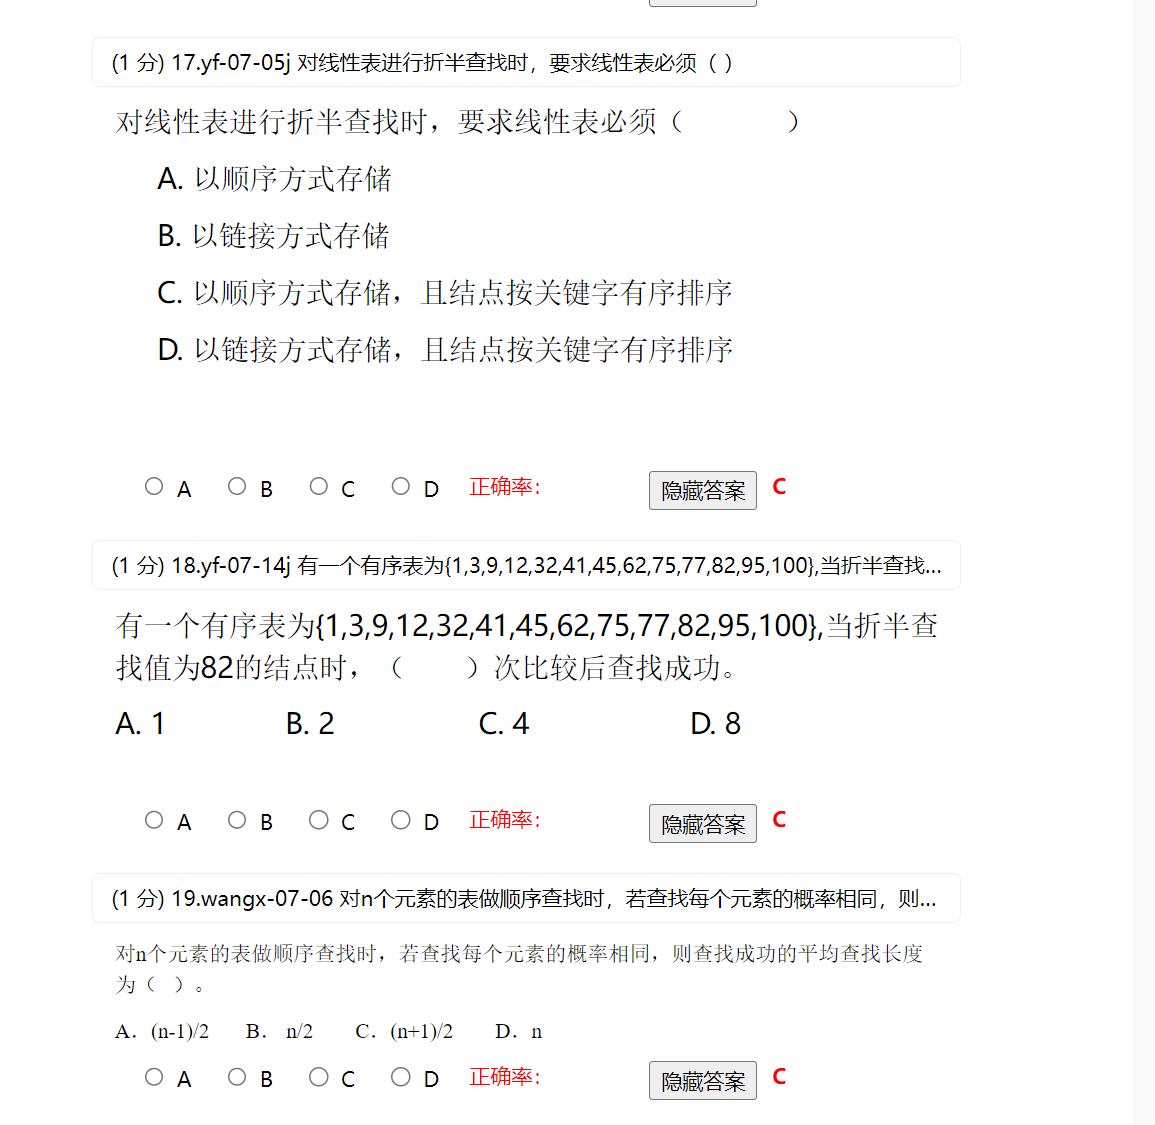 (1 分) 17.yf-07-05j 对线性表进行折半查找时，要求线性表必须（ ）
对线性表进行折半查找时，要求线性表必须（ ）
A. 以顺序方式存储
B. 以链接方式存储
C. 以顺序方式存储，且结点按关键字有序排序
D. 以链接方式存储，且结点按关键字有序排序
A B C D 正确率: 隐藏答案 C
(1 分) 18.yf-07-14j 有一个有序表为{1,3,9,12,32,41,45,62,75,77,82,95,100},当折半查找...
有一个有序表为{1,3,9,12,32,41,45,62,75,77,82,95,100},当折半查
找值为82的结点时，（ ）次比较后查找成功。
A. 1 B. 2 C. 4 D. 8
A B C D 正确率: 隐藏答案 C
(1 分) 19.wangx-07-06 对n个元素的表做顺序查找时，若查找每个元素的概率相同，则...
对n个元素的表做顺序查找时，若查找每个元素的概率相同，则查找成功的平均查找长度
为（ ）。
A．(n-1)/2 B． n/2 C．(n+1)/2 D．n
A B C D 正确率: 隐藏答案 C